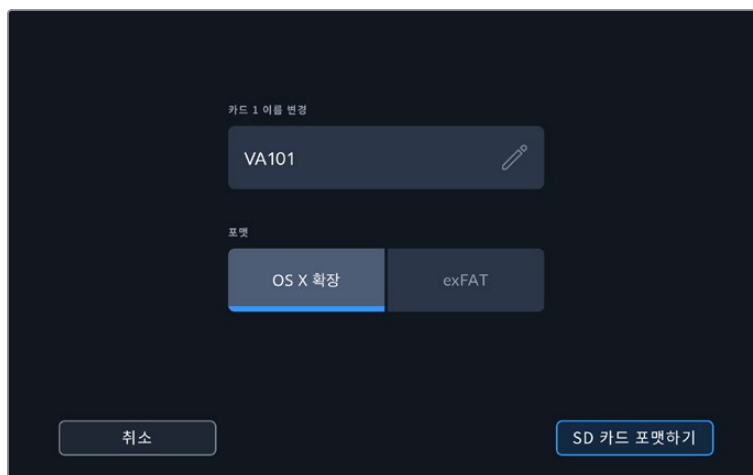 카드 1 이름 변경
VA101
포맷
OS X 확장 exFAT
취소 SD 카드 포맷하기